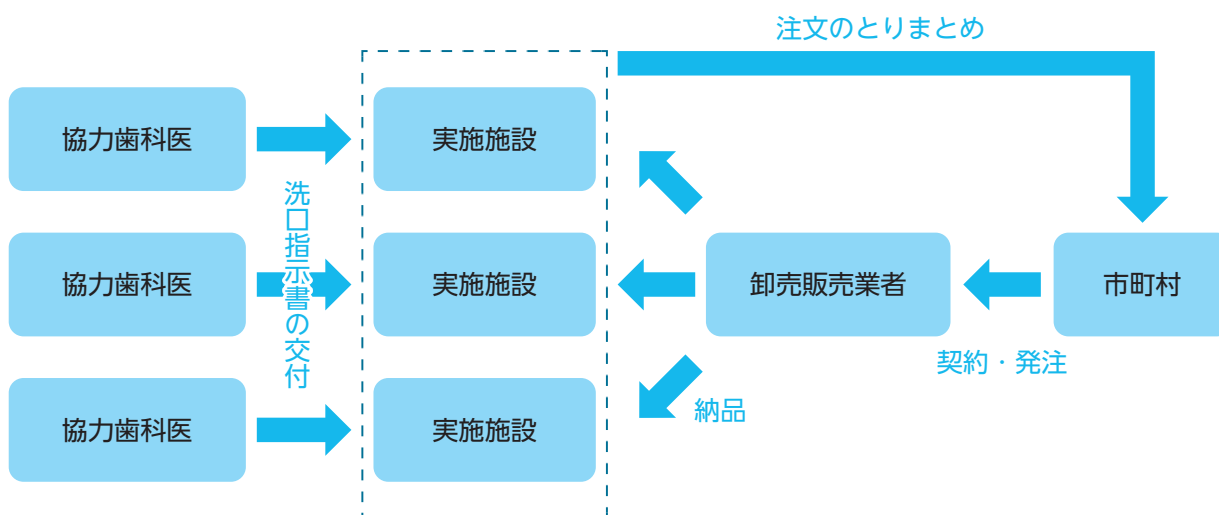 注文のとりまとめ
協力歯科医
実施施設
洗口指示書の交付
協力歯科医
実施施設
卸売販売業者
市町村
契約・発注
納品
協力歯科医
実施施設